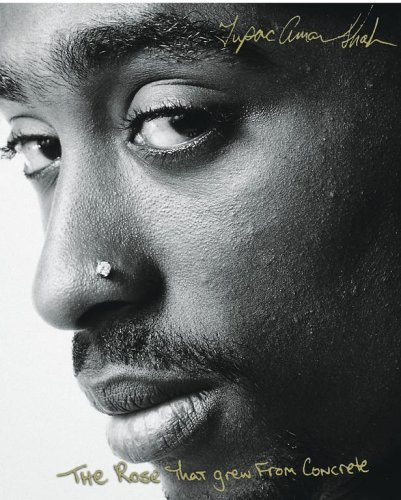 Tupac Amaru Shakur
The Rose That grew From Concrete